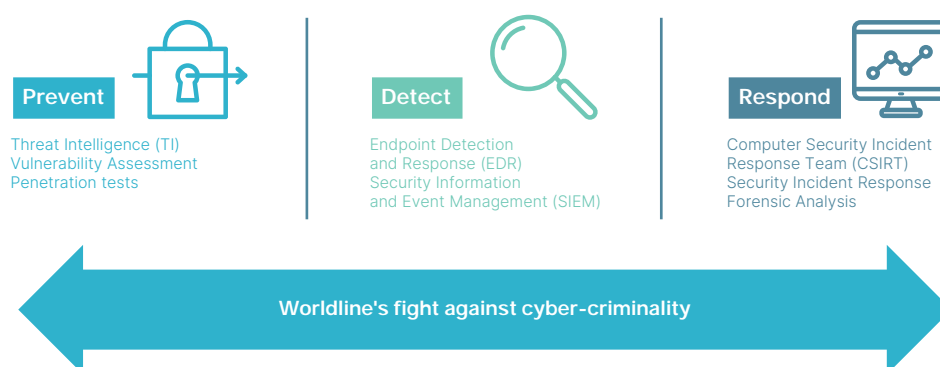 Prevent
Threat Intelligence (TI)
Vulnerability Assessment
Penetration tests
Detect
Endpoint Detection
and Response (EDR)
Security Information
and Event Management (SIEM)
Respond
Computer Security Incident
Response Team (CSIRT)
Security Incident Response
Forensic Analysis
Worldline's fight against cyber-criminality